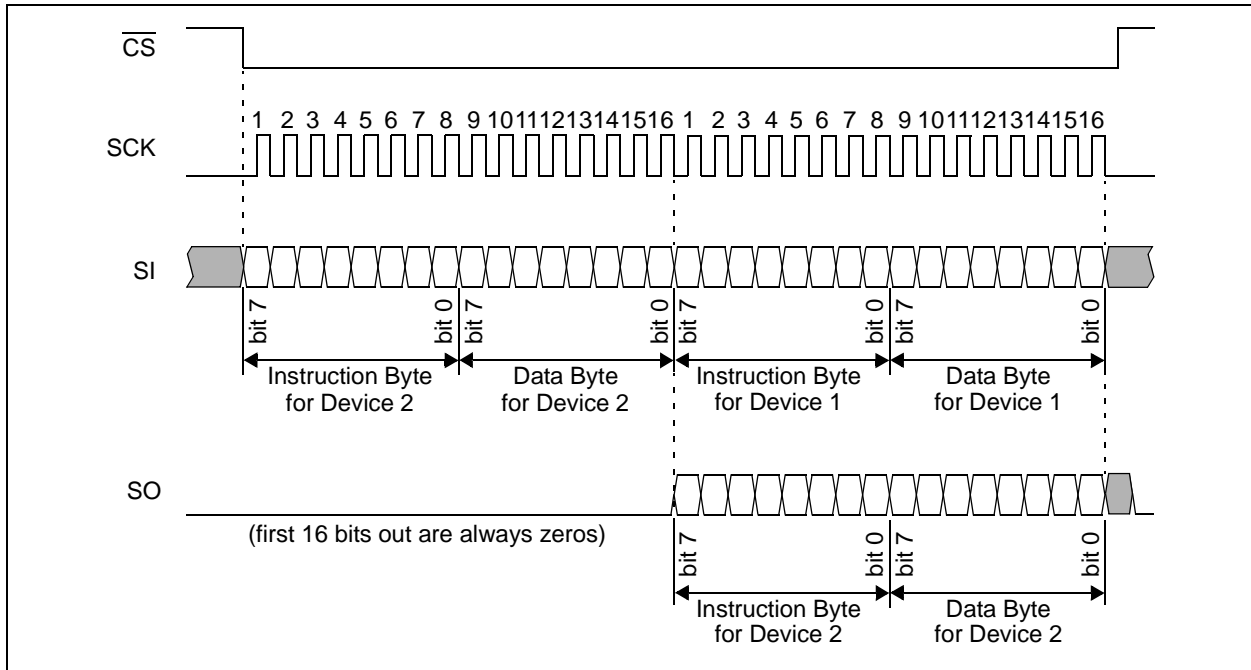 CS
1 2 3 4 5 6 7 8 9 10 11 12 13 14 15 16 1 2 3 4 5 6 7 8 9 10 11 12 13 14 15 16
SCK
SI
bit 7 bit 0 bit 7 bit 0 bit 7 bit 0 bit 7 bit 0
Instruction Byte Data Byte Instruction Byte Data Byte
for Device 2 for Device 2 for Device 1 for Device 1
SO
(first 16 bits out are always zeros)
bit 7 bit 0 bit 7 bit 0
Instruction Byte Data Byte
for Device 2 for Device 2